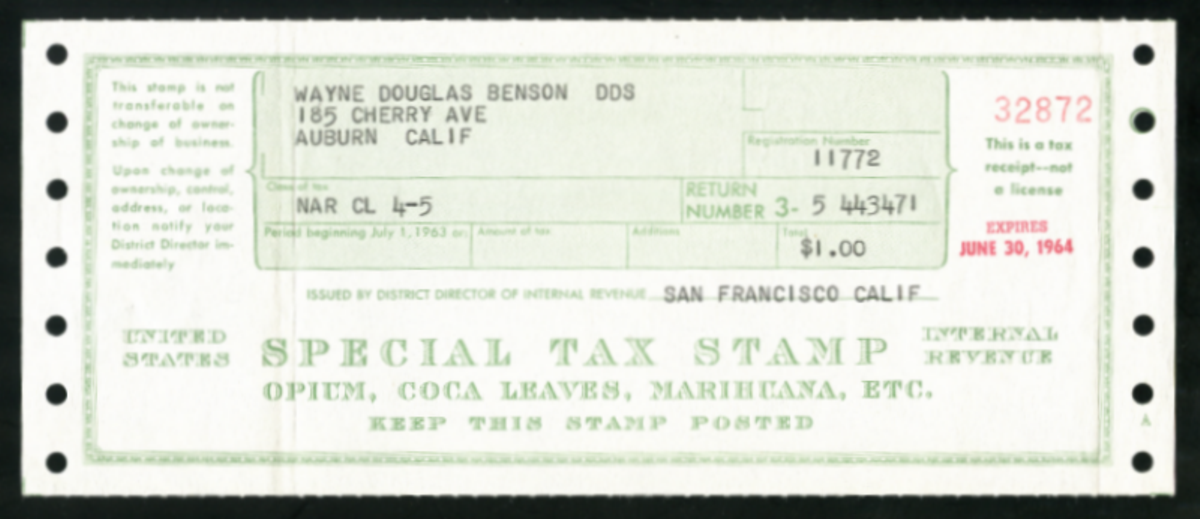 This stamp is not
transferable on
change of owner-
ship of business.
Upon change of
ownership, control,
address, or loca-
tion notify your
District Director im-
mediately
WAYNE DOUGLAS BENSON DDS
185 CHERRY AVE
AUBURN CALIF
Registration Number
11772
Class of tax
NAR CL 4-5
RETURN
NUMBER 3- 5 443471
Period beginning July 1, 1963 or:
Amount of tax
Additions
Total
$1.00
32872
This is a tax
receipt--not
a license
EXPIRES
JUNE 30, 1964
ISSUED BY DISTRICT DIRECTOR OF INTERNAL REVENUE SAN FRANCISCO CALIF
UNITED
STATES
SPECIAL TAX STAMP
INTERNAL
REVENUE
OPIUM, COCA LEAVES, MARIHUANA, ETC.
KEEP THIS STAMP POSTED
A